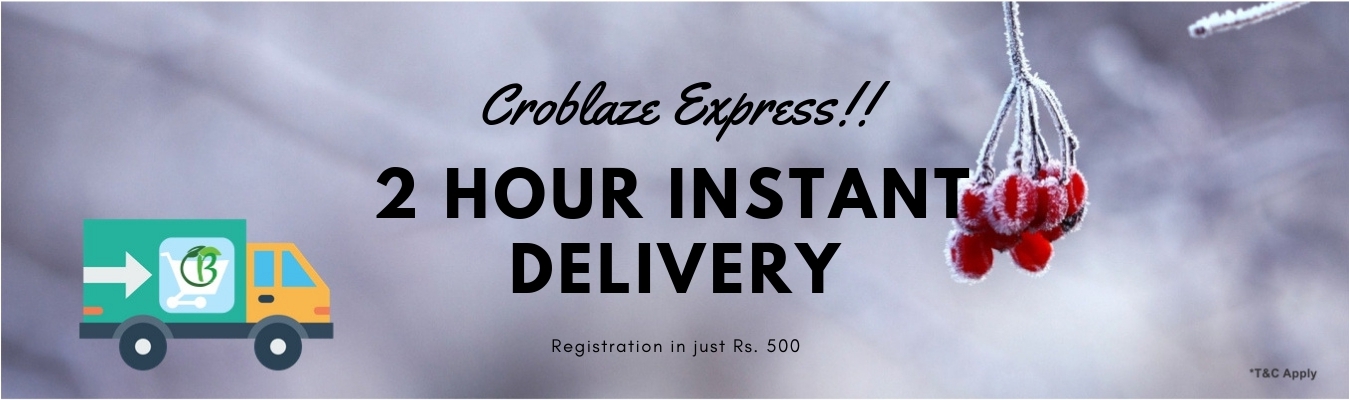 Croblaze Express!!
2 HOUR INSTANT
DELIVERY
Registration in just Rs. 500
*T&C Apply